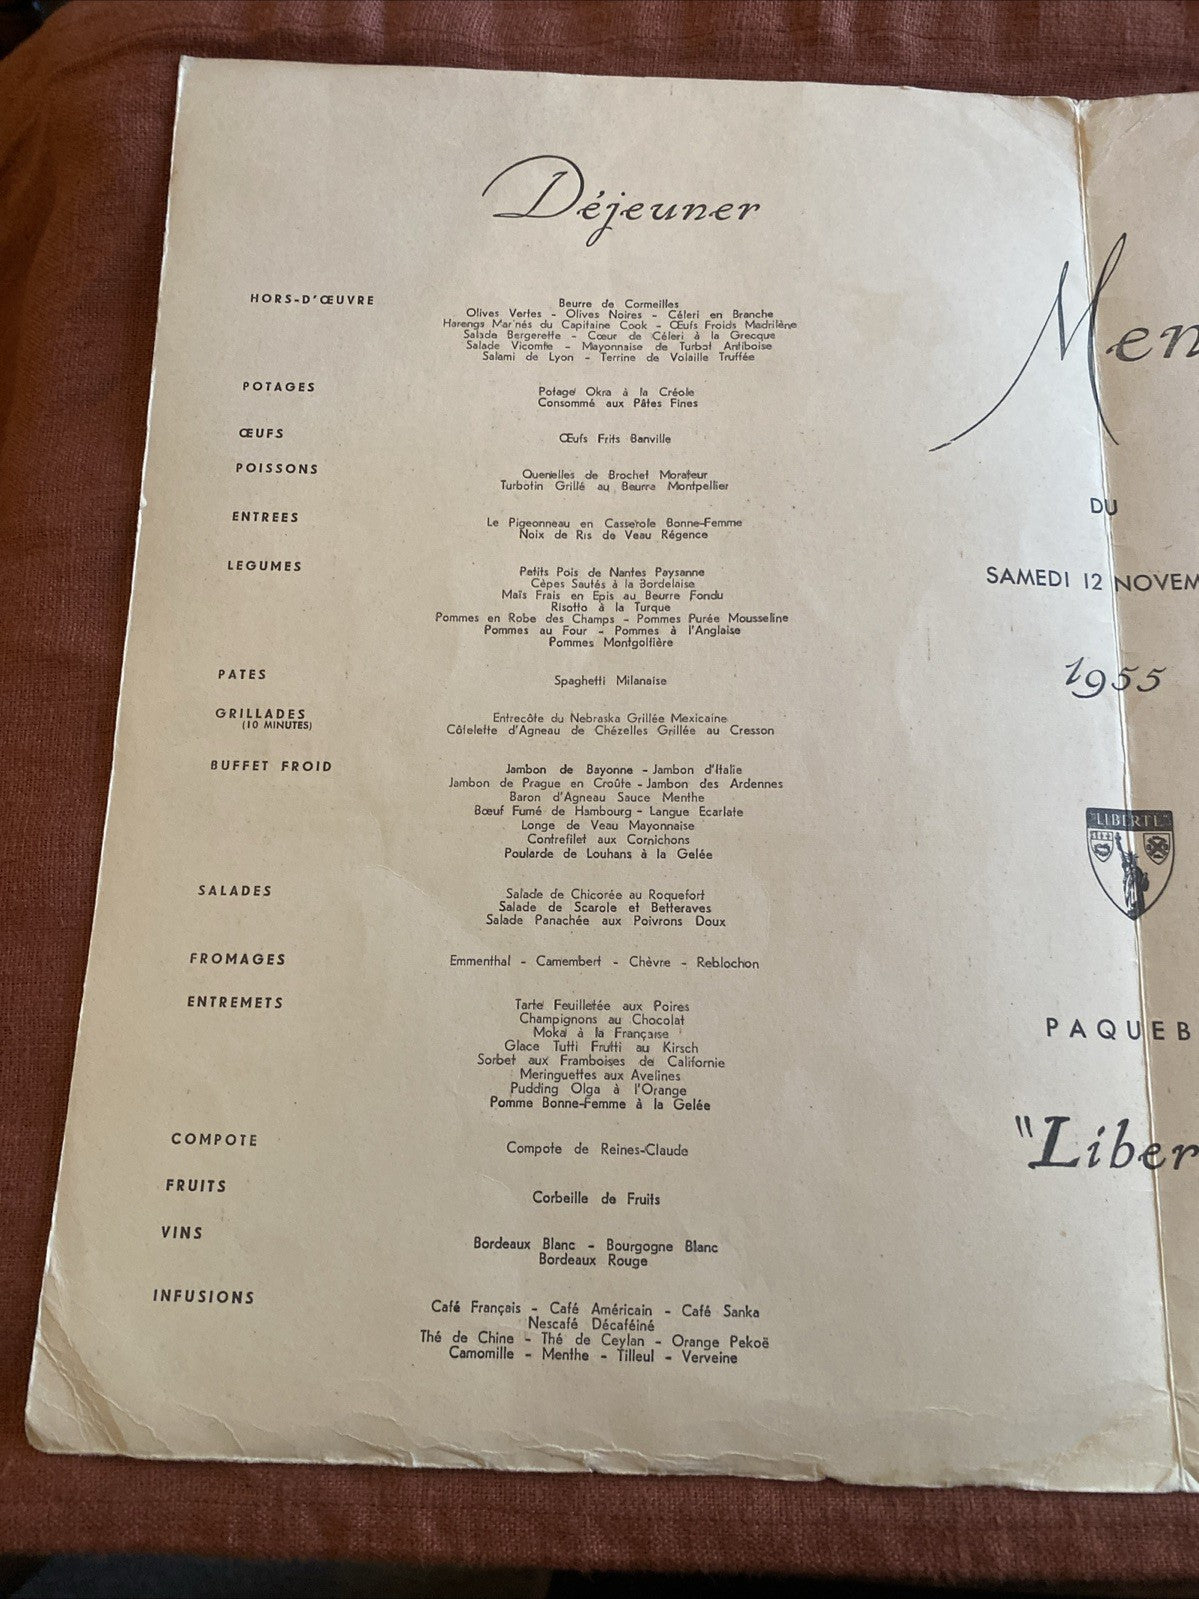 Déjeuner
HORS-D'ŒUVRE
Beurre de Cormeilles
Olives Vertes - Olives Noires - Céleri en Branche
Harengs Marinés du Capitaine Cook - Œufs Froids Madrilène
Salade Bergerette - Cœur de Céleri à la Grecque
Salade Vicomte - Mayonnaise de Turbot Antiboise
Salami de Lyon - Terrine de Volaille Truffée
POTAGES
Potage Okra à la Créole
Consommé aux Pâtes Fines
ŒUFS
Œufs Frits Banville
POISSONS
Quenelles de Brochet Morateur
Turbotin Grillé au Beurre Montpellier
ENTREES
Le Pigeonneau en Casserole Bonne-Femme
Noix de Ris de Veau Régence
LEGUMES
Petits Pois de Nantes Paysanne
Cèpes Sautés à la Bordelaise
Maïs Frais en Epis au Beurre Fondu
Risotto à la Turque
Pommes en Robe des Champs - Pommes Purée Mousseline
Pommes au Four - Pommes à l'Anglaise
Pommes Montgolfière
PATES
Spaghetti Milanaise
GRILLADES
(10 MINUTES)
Entrecôte du Nebraska Grillée Mexicaine
Côtelette d'Agneau de Chézelles Grillée au Cresson
BUFFET FROID
Jambon de Bayonne - Jambon d'Italie
Jambon de Prague en Croûte - Jambon des Ardennes
Baron d'Agneau Sauce Menthe
Bœuf Fumé de Hambourg - Langue Ecarlate
Longe de Veau Mayonnaise
Contrefilet aux Cornichons
Poularde de Louhans à la Gelée
SALADES
Salade de Chicorée au Roquefort
Salade de Scarole et Betteraves
Salade Panachée aux Poivrons Doux
FROMAGES
Emmenthal - Camembert - Chèvre - Reblochon
ENTREMETS
Tarte Feuilletée aux Poires
Champignons au Chocolat
Moka à la Française
Glace Tutti Frutti au Kirsch
Sorbet aux Framboises de Californie
Meringuettes aux Avelines
Pudding Olga à l'Orange
Pomme Bonne-Femme à la Gelée
COMPOTE
Compote de Reines-Claude
FRUITS
Corbeille de Fruits
VINS
Bordeaux Blanc - Bourgogne Blanc
Bordeaux Rouge
INFUSIONS
Café Français - Café Américain - Café Sanka
Nescafé Décaféiné
Thé de Chine - Thé de Ceylan - Orange Pekoë
Camomille - Menthe - Tilleul - Verveine
Men
DU
SAMEDI 12 NOVEM
1955
"LIBERTÉ"
PAQUEB
"Liber